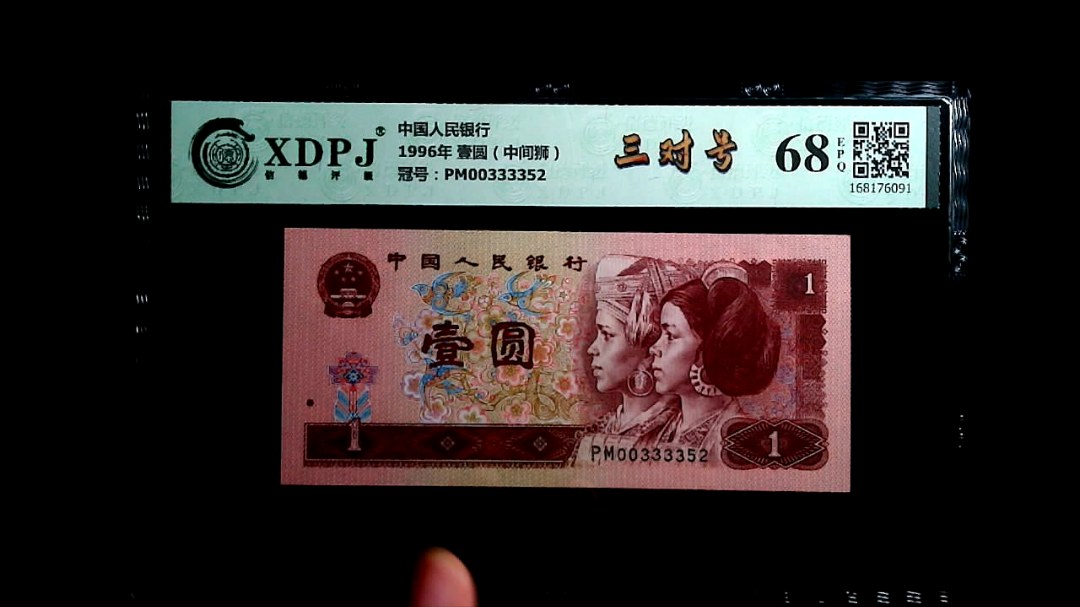 XDPJ®
信德评级
中国人民银行
1996年 壹圆（中间狮）
冠号：PM00333352
三对号
68
EPQ
168176091
中国人民银行
1
壹圆
1
PM00333352
1